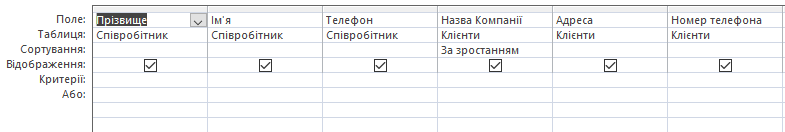 Поле: Прізвище Ім'я Телефон Назва Компанії Адреса Номер телефона
Таблиця: Співробітник Співробітник Співробітник Клієнти Клієнти Клієнти
Сортування: За зростанням
Відображення:
Критерії:
Або: